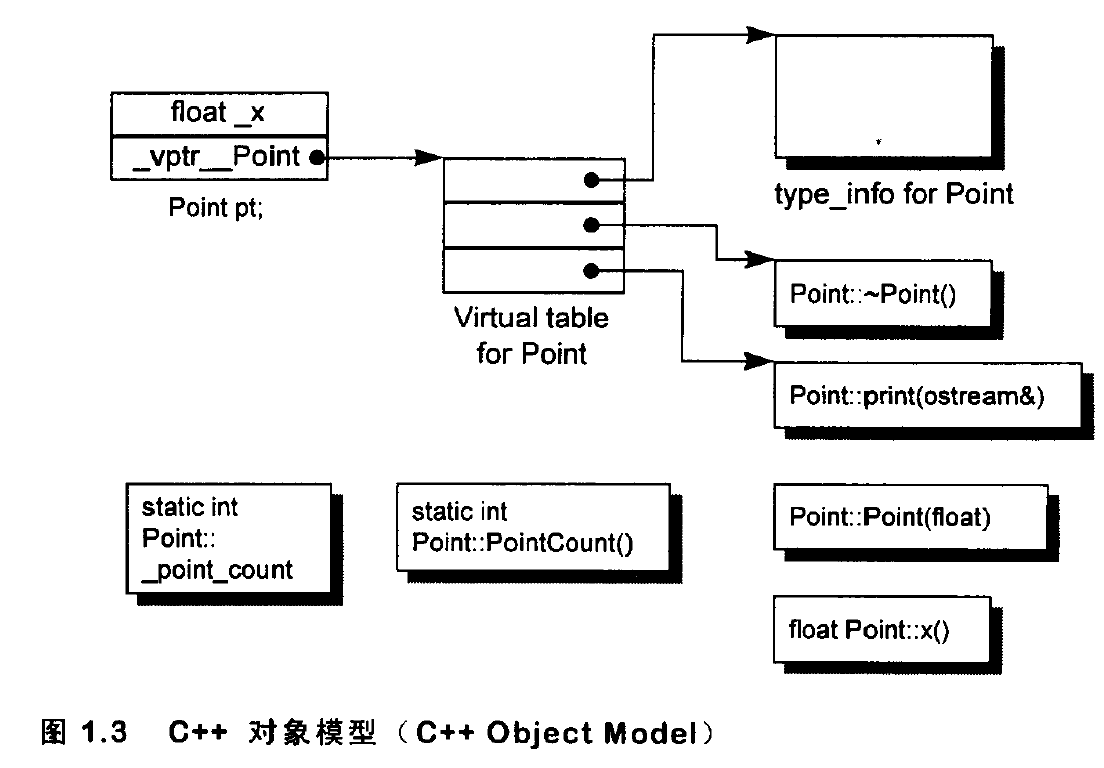 float _x
_vptr__Point
Point pt;
Virtual table
for Point
type_info for Point
Point::~Point()
Point::print(ostream&)
static int
Point::
_point_count
static int
Point::PointCount()
Point::Point(float)
float Point::x()
图 1.3 C++ 对象模型（C++ Object Model）